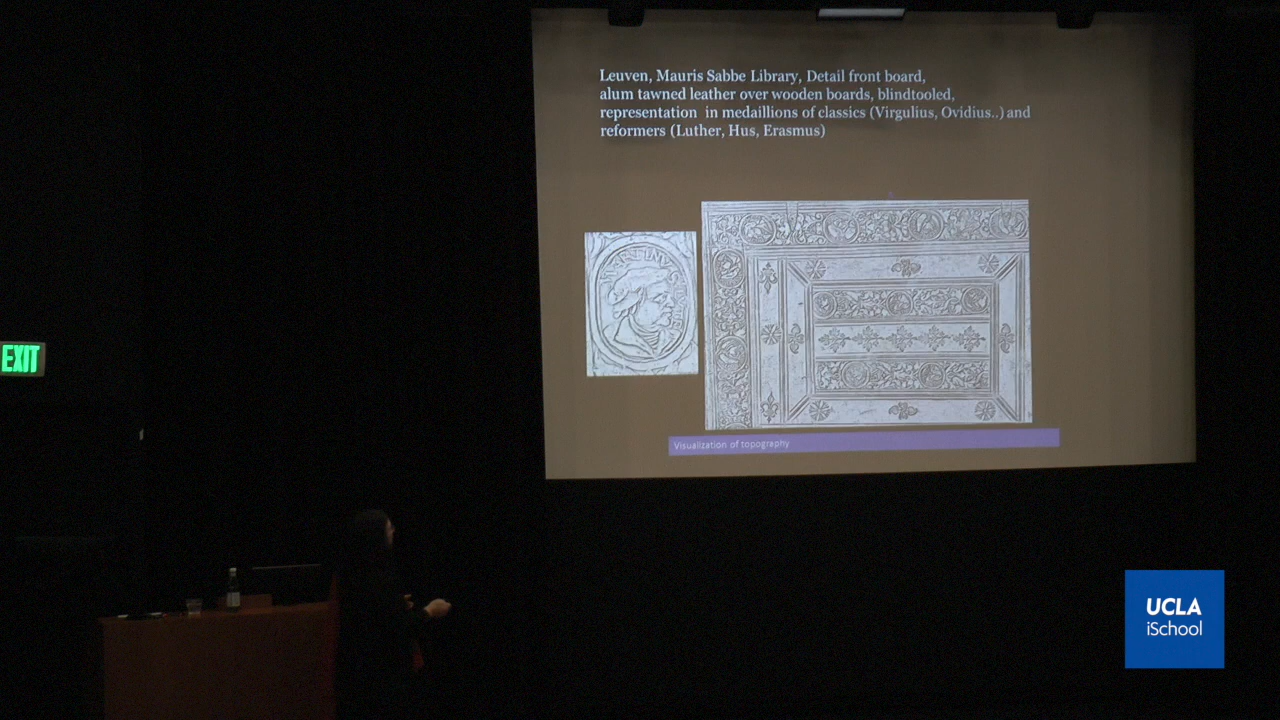 Leuven, Mauris Sabbe Library, Detail front board,
alum tawned leather over wooden boards, blindtooled,
representation in medaillions of classics (Virgulius, Ovidius..) and
reformers (Luther, Hus, Erasmus)
MARTINVS
Visualization of topography
EXIT
UCLA
iSchool